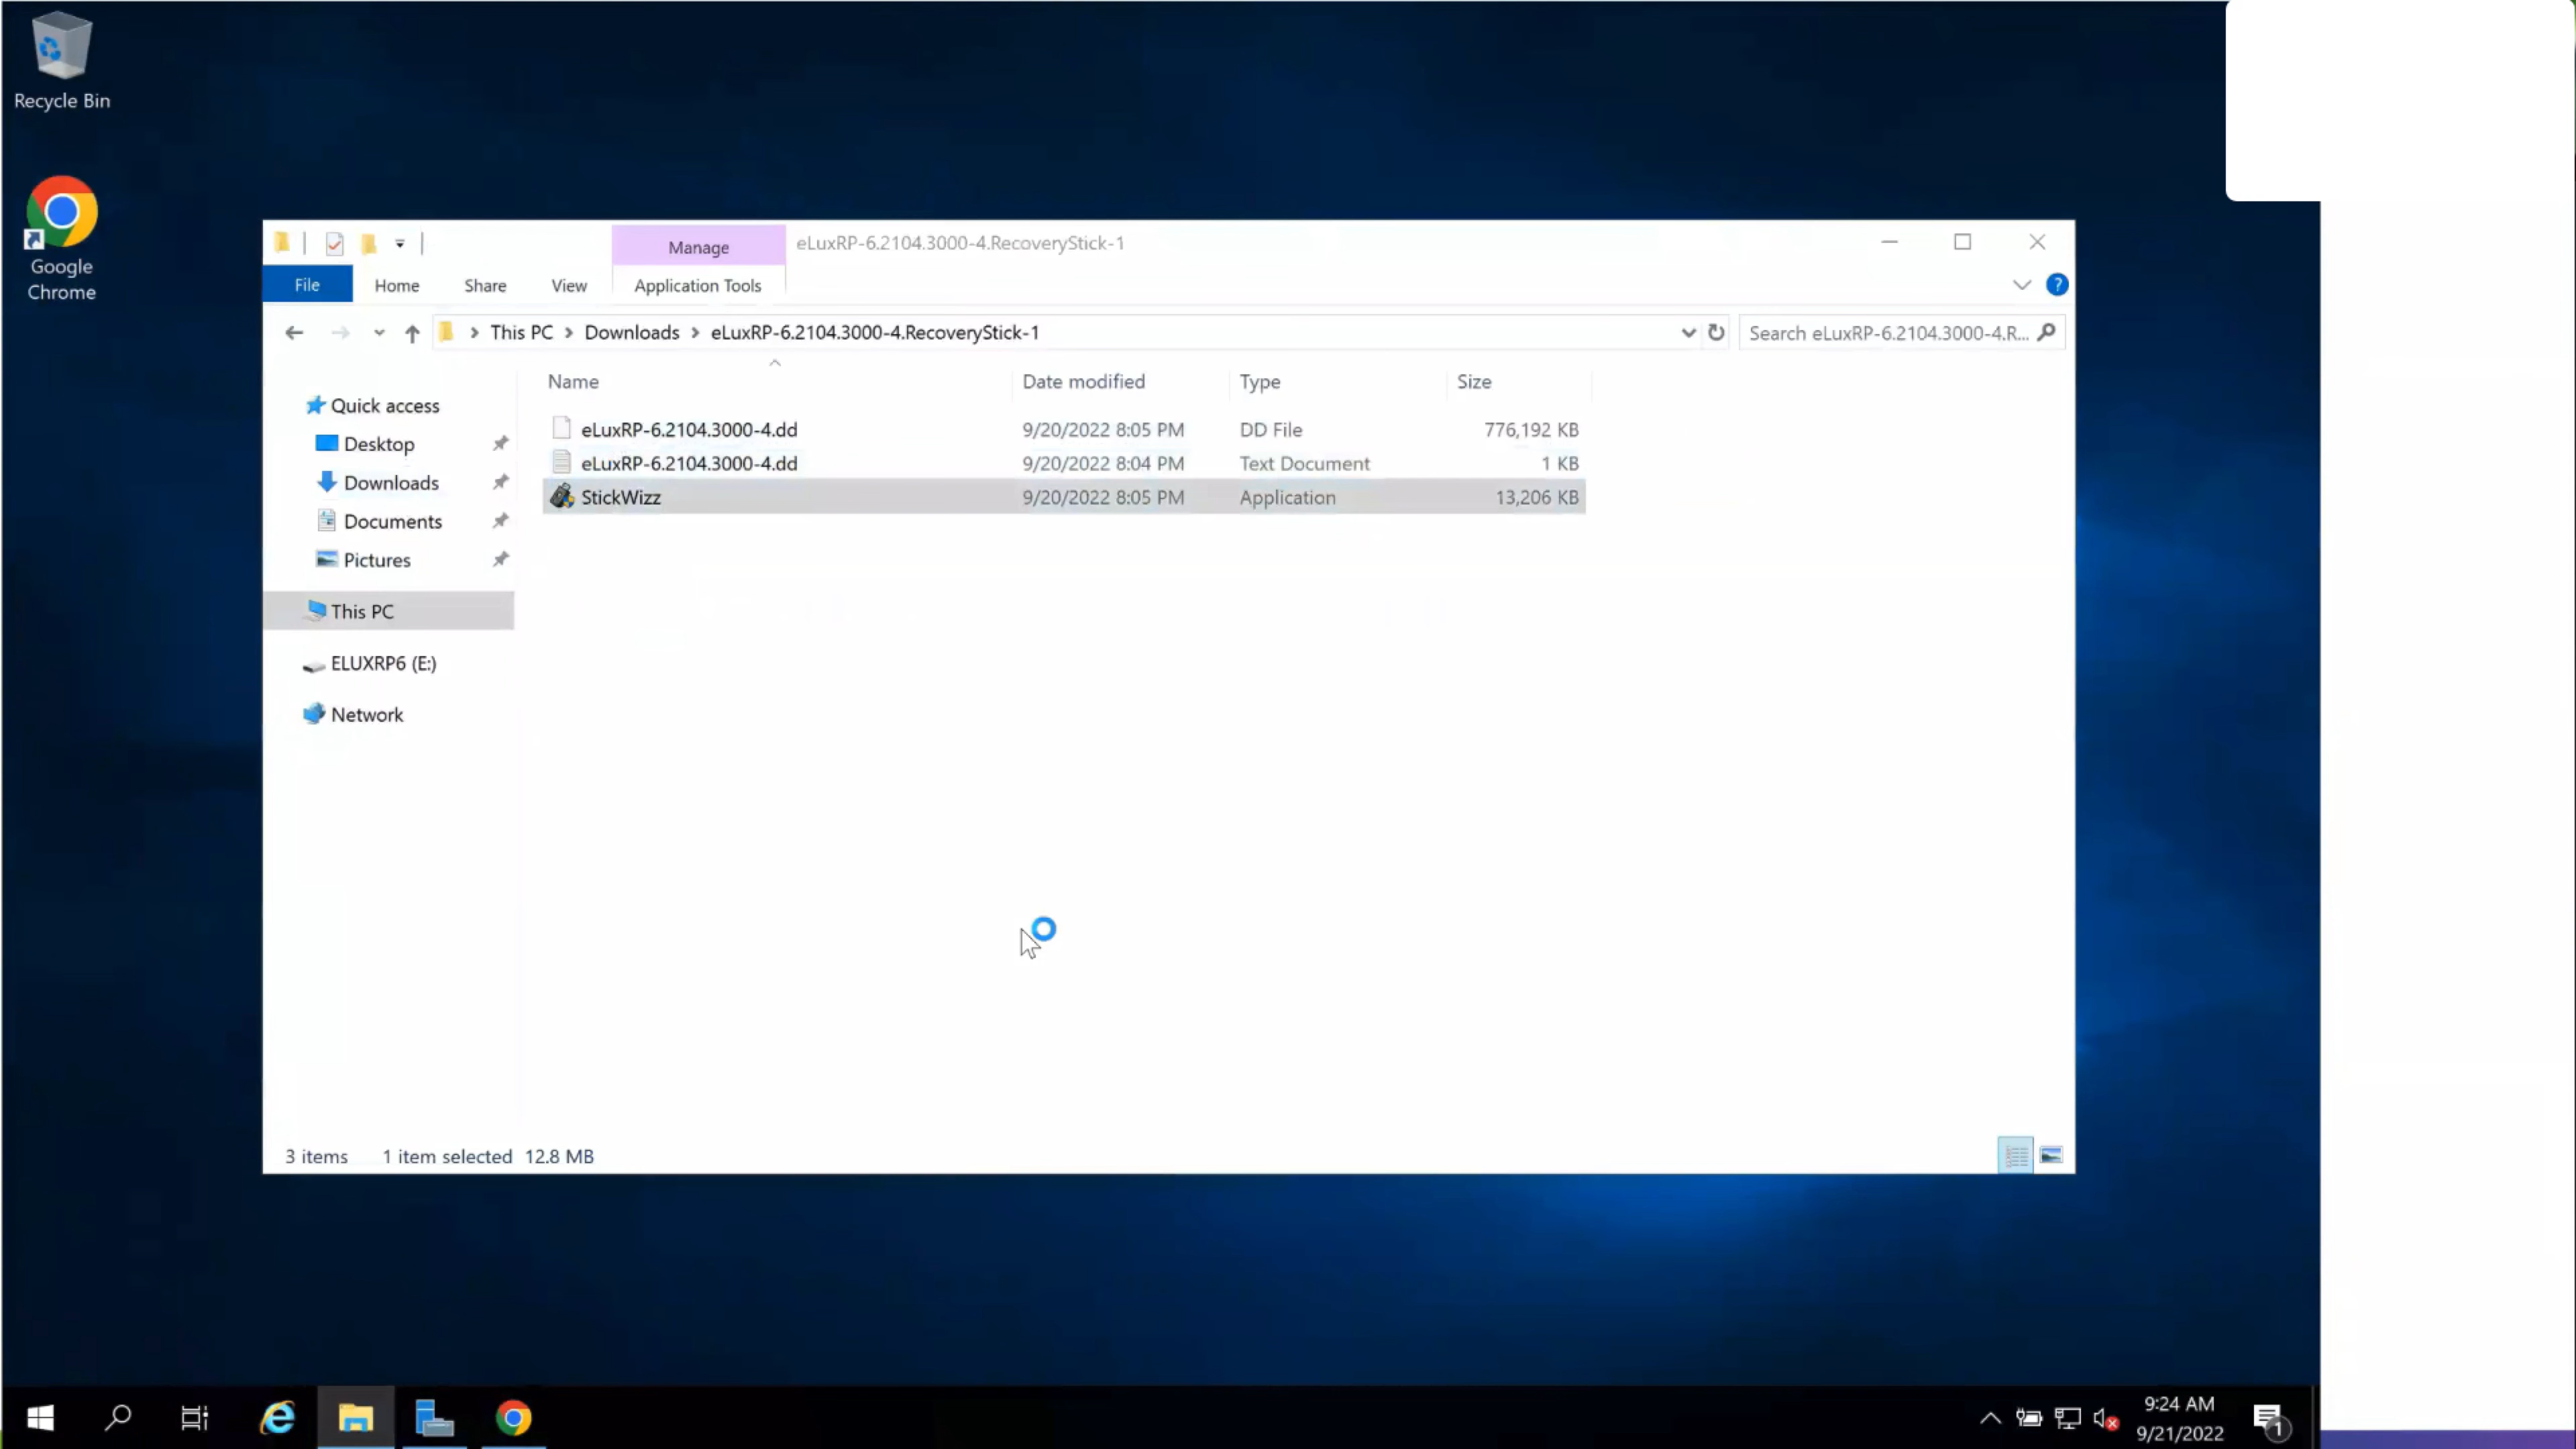 Recycle Bin
Google
Chrome
Manage
eLuxRP-6.2104.3000-4.RecoveryStick-1
File
Home
Share
View
Application Tools
?
This PC
Downloads
eLuxRP-6.2104.3000-4.RecoveryStick-1
Search eLuxRP-6.2104.3000-4.R...
Name
Date modified
Type
Size
Quick access
Desktop
Downloads
Documents
Pictures
This PC
ELUXRP6 (E:)
Network
eLuxRP-6.2104.3000-4.dd 9/20/2022 8:05 PM DD File 776,192 KB
eLuxRP-6.2104.3000-4.dd 9/20/2022 8:04 PM Text Document 1 KB
StickWizz 9/20/2022 8:05 PM Application 13,206 KB
3 items 1 item selected 12.8 MB
9:24 AM
9/21/2022
1